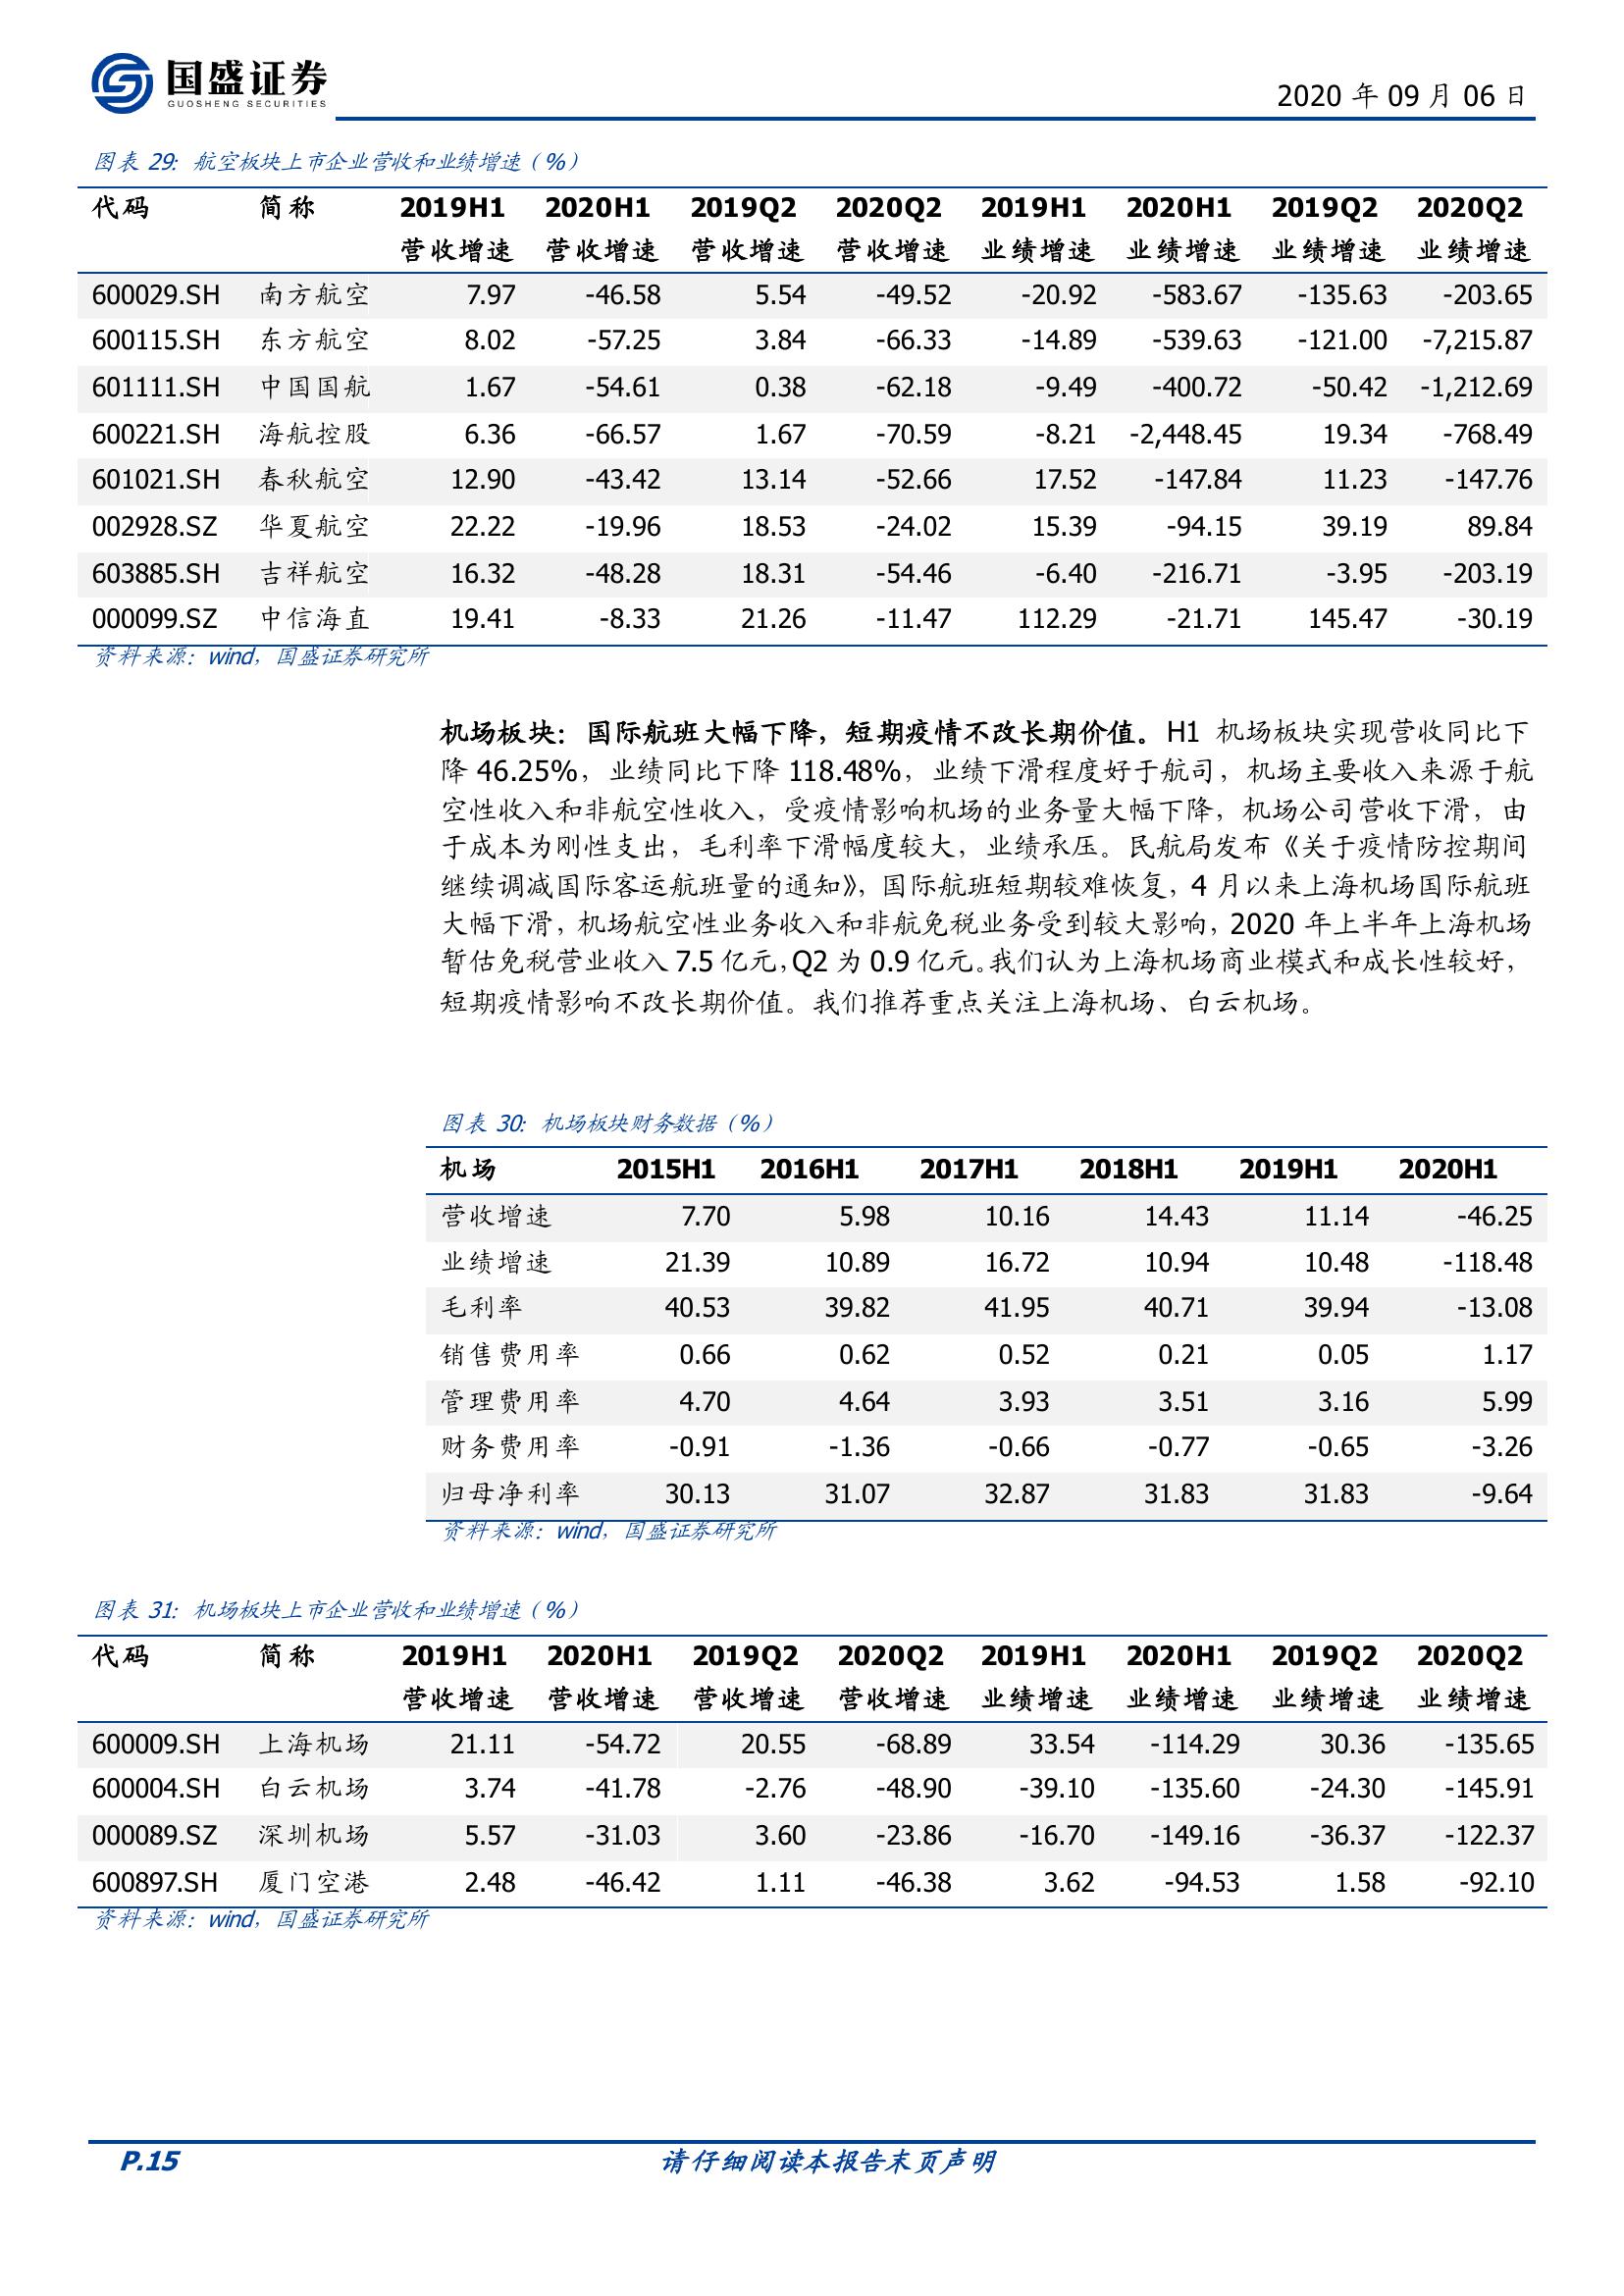 国盛证券
GUOSHENG SECURITIES
2020 年 09 月 06 日
图表 29: 航空板块上市企业营收和业绩增速（%）
代码 简称 2019H1 2020H1 2019Q2 2020Q2 2019H1 2020H1 2019Q2 2020Q2
营收增速 营收增速 营收增速 营收增速 业绩增速 业绩增速 业绩增速 业绩增速
600029.SH 南方航空 7.97 -46.58 5.54 -49.52 -20.92 -583.67 -135.63 -203.65
600115.SH 东方航空 8.02 -57.25 3.84 -66.33 -14.89 -539.63 -121.00 -7,215.87
601111.SH 中国国航 1.67 -54.61 0.38 -62.18 -9.49 -400.72 -50.42 -1,212.69
600221.SH 海航控股 6.36 -66.57 1.67 -70.59 -8.21 -2,448.45 19.34 -768.49
601021.SH 春秋航空 12.90 -43.42 13.14 -52.66 17.52 -147.84 11.23 -147.76
002928.SZ 华夏航空 22.22 -19.96 18.53 -24.02 15.39 -94.15 39.19 89.84
603885.SH 吉祥航空 16.32 -48.28 18.31 -54.46 -6.40 -216.71 -3.95 -203.19
000099.SZ 中信海直 19.41 -8.33 21.26 -11.47 112.29 -21.71 145.47 -30.19
资料来源：wind，国盛证券研究所
机场板块：国际航班大幅下降，短期疫情不改长期价值。H1 机场板块实现营收同比下
降 46.25%，业绩同比下降 118.48%，业绩下滑程度好于航司，机场主要收入来源于航
空性收入和非航空性收入，受疫情影响机场的业务量大幅下降，机场公司营收下滑，由
于成本为刚性支出，毛利率下滑幅度较大，业绩承压。民航局发布《关于疫情防控期间
继续调减国际客运航班量的通知》，国际航班短期较难恢复，4 月以来上海机场国际航班
大幅下滑，机场航空性业务收入和非航免税业务受到较大影响，2020 年上半年上海机场
暂估免税营业收入 7.5 亿元，Q2 为 0.9 亿元。我们认为上海机场商业模式和成长性较好，
短期疫情影响不改长期价值。我们推荐重点关注上海机场、白云机场。
图表 30: 机场板块财务数据（%）
机场 2015H1 2016H1 2017H1 2018H1 2019H1 2020H1
营收增速 7.70 5.98 10.16 14.43 11.14 -46.25
业绩增速 21.39 10.89 16.72 10.94 10.48 -118.48
毛利率 40.53 39.82 41.95 40.71 39.94 -13.08
销售费用率 0.66 0.62 0.52 0.21 0.05 1.17
管理费用率 4.70 4.64 3.93 3.51 3.16 5.99
财务费用率 -0.91 -1.36 -0.66 -0.77 -0.65 -3.26
归母净利率 30.13 31.07 32.87 31.83 31.83 -9.64
资料来源：wind，国盛证券研究所
图表 31: 机场板块上市企业营收和业绩增速（%）
代码 简称 2019H1 2020H1 2019Q2 2020Q2 2019H1 2020H1 2019Q2 2020Q2
营收增速 营收增速 营收增速 营收增速 业绩增速 业绩增速 业绩增速 业绩增速
600009.SH 上海机场 21.11 -54.72 20.55 -68.89 33.54 -114.29 30.36 -135.65
600004.SH 白云机场 3.74 -41.78 -2.76 -48.90 -39.10 -135.60 -24.30 -145.91
000089.SZ 深圳机场 5.57 -31.03 3.60 -23.86 -16.70 -149.16 -36.37 -122.37
600897.SH 厦门空港 2.48 -46.42 1.11 -46.38 3.62 -94.53 1.58 -92.10
资料来源：wind，国盛证券研究所
P.15 请仔细阅读本报告末页声明